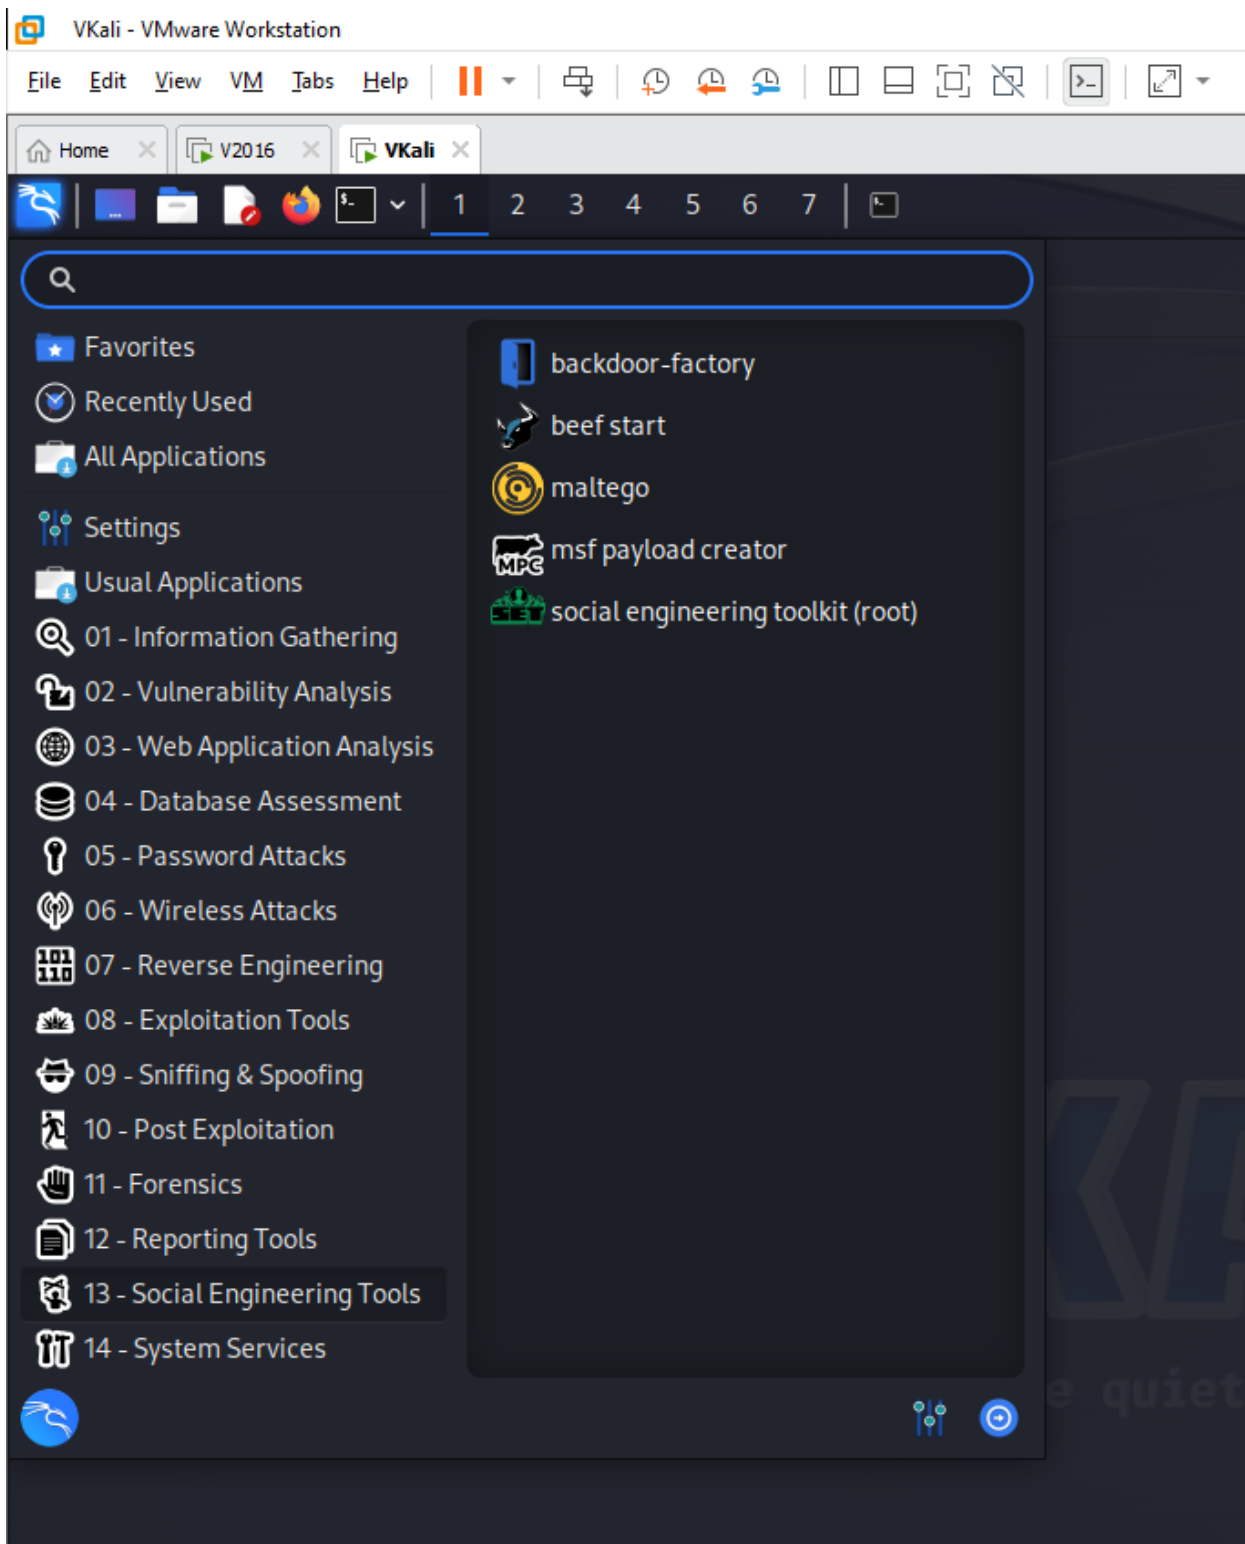 VKali - VMware Workstation
File Edit View VM Tabs Help
Home V2016 VKali
1 2 3 4 5 6 7
Favorites
Recently Used
All Applications
Settings
Usual Applications
01 - Information Gathering
02 - Vulnerability Analysis
03 - Web Application Analysis
04 - Database Assessment
05 - Password Attacks
06 - Wireless Attacks
07 - Reverse Engineering
08 - Exploitation Tools
09 - Sniffing & Spoofing
10 - Post Exploitation
11 - Forensics
12 - Reporting Tools
13 - Social Engineering Tools
14 - System Services
backdoor-factory
beef start
maltego
MPC
msf payload creator
SET
social engineering toolkit (root)
quiet